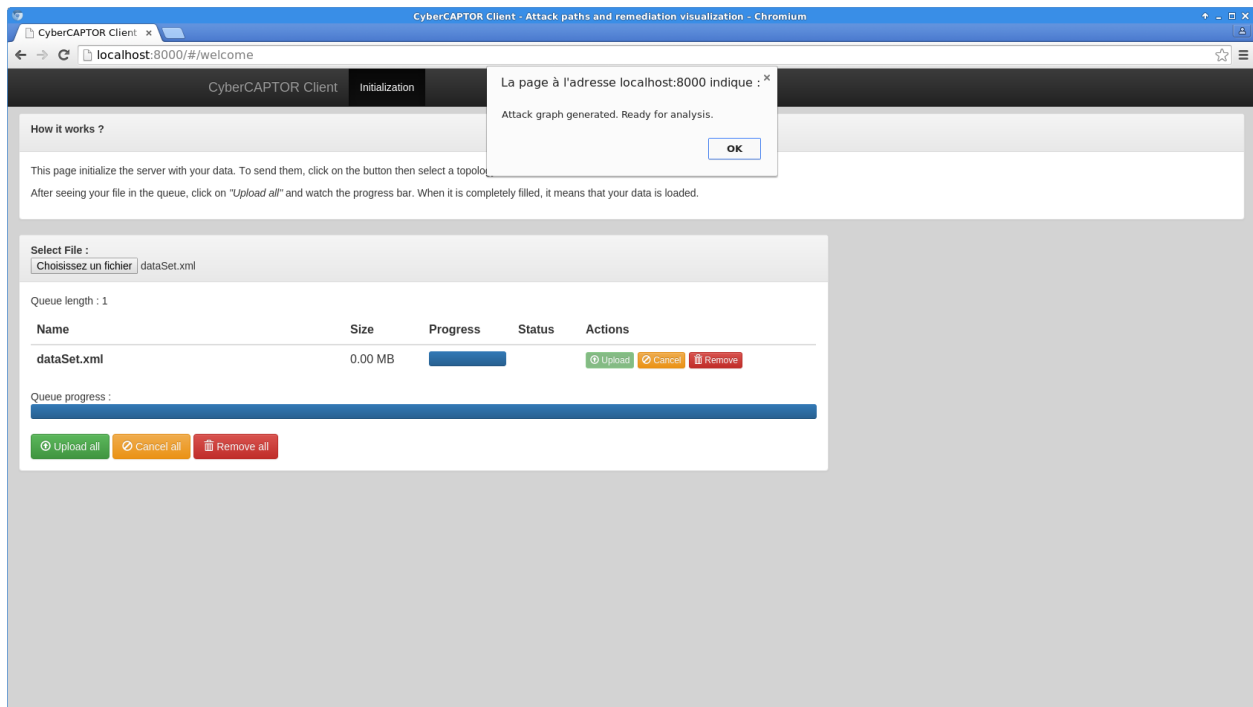 CyberCAPTOR Client - Attack paths and remediation visualization - Chromium
CyberCAPTOR Client
localhost:8000/#/welcome
CyberCAPTOR Client Initialization
La page à l'adresse localhost:8000 indique :
Attack graph generated. Ready for analysis.
OK
How it works ?
This page initialize the server with your data. To send them, click on the button then select a
After seeing your file in the queue, click on "Upload all" and watch the progress bar. When it is completely filled, it means that your data is loaded.
Select File :
Choisissez un fichier dataSet.xml
Queue length : 1
Name Size Progress Status Actions
dataSet.xml 0.00 MB Upload Cancel Remove
Queue progress :
Upload all Cancel all Remove all